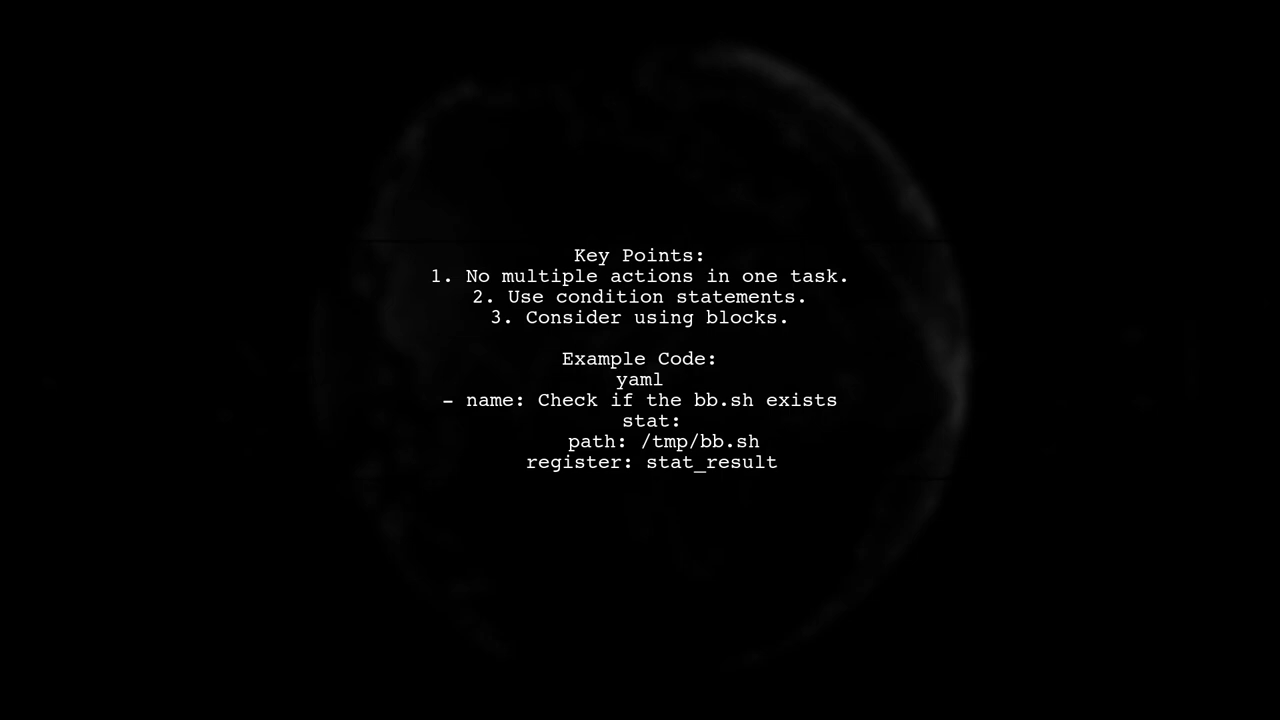 Key Points:
1. No multiple actions in one task.
2. Use condition statements.
3. Consider using blocks.
Example Code:
yaml
- name: Check if the bb.sh exists
stat:
path: /tmp/bb.sh
register: stat_result